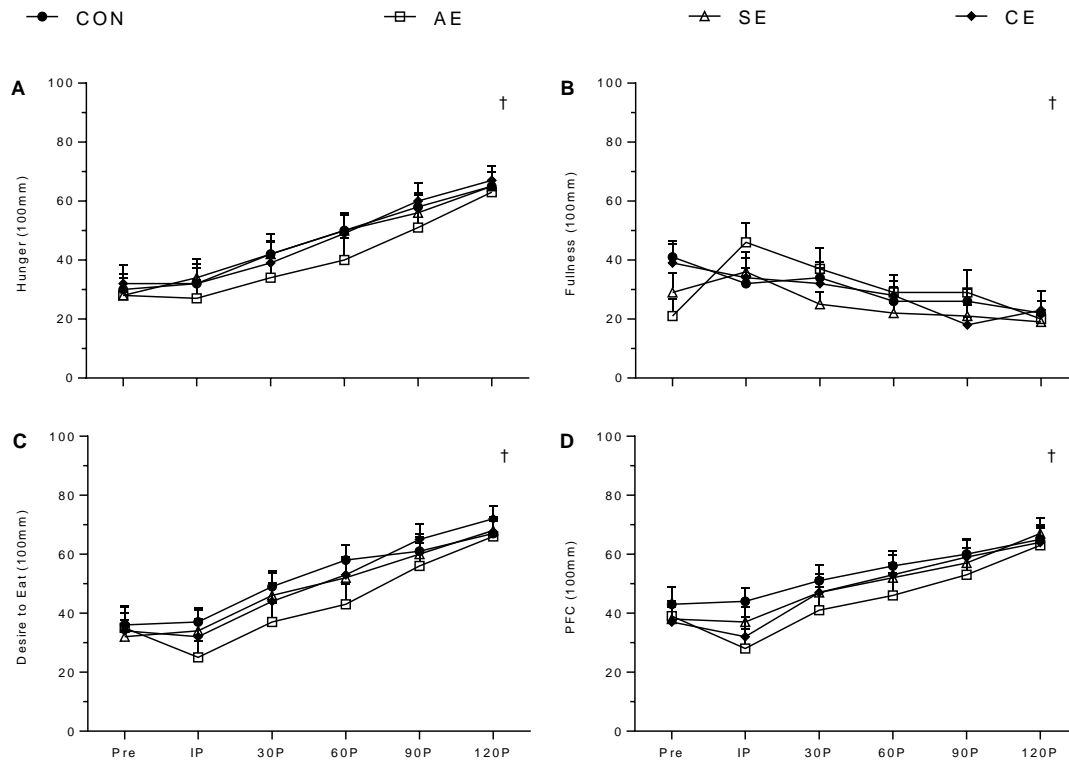 CON AE SE CE
A
100
80
60
40
20
0
Hunger (100mm)
†
B
100
80
60
40
20
0
Fullness (100mm)
†
C
100
80
60
40
20
0
Desire to Eat (100mm)
†
Pre IP 30P 60P 90P 120P
D
100
80
60
40
20
0
PFC (100mm)
†
Pre IP 30P 60P 90P 120P